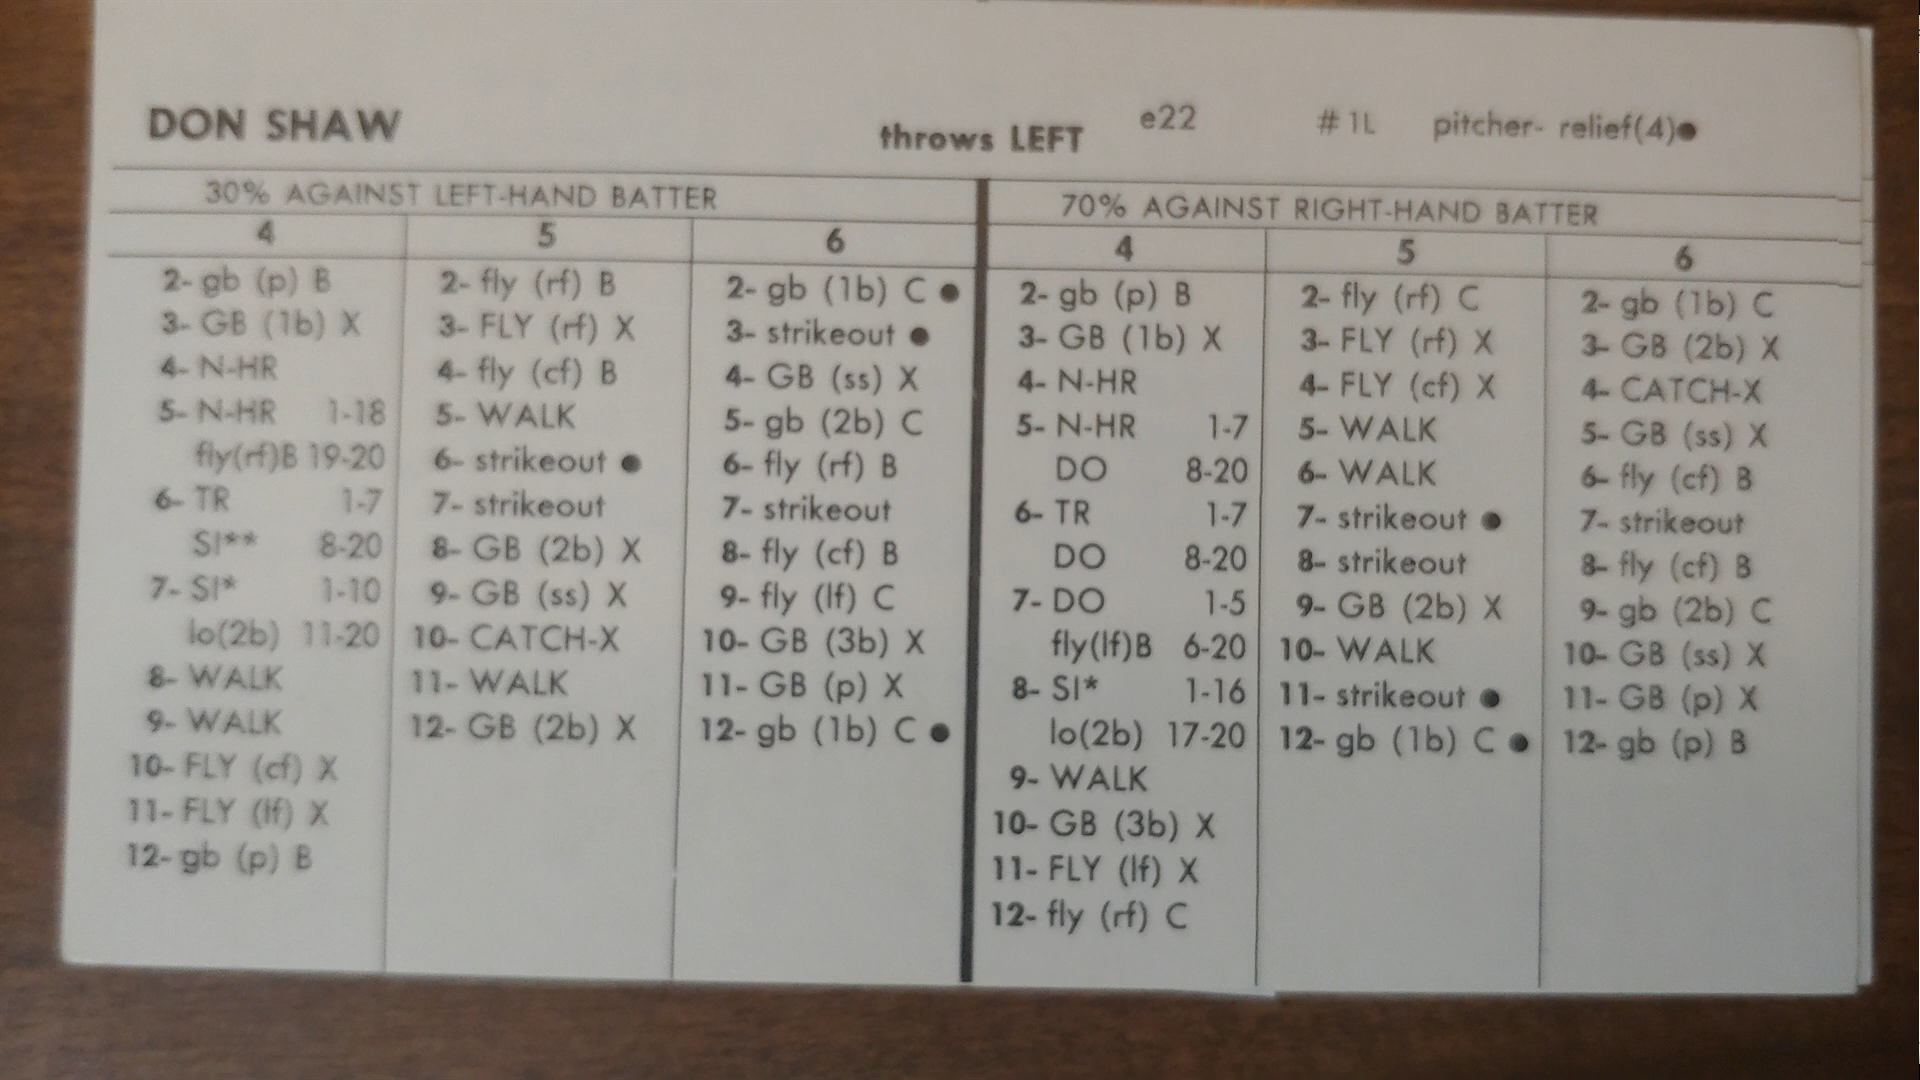 DON SHAW throws LEFT e22 #1L pitcher- relief(4)●
30% AGAINST LEFT-HAND BATTER
4
2- gb (p) B
3- GB (1b) X
4- N-HR
5- N-HR 1-18
fly(rf)B 19-20
6- TR 1-7
SI** 8-20
7- SI* 1-10
lo(2b) 11-20
8- WALK
9- WALK
10- FLY (cf) X
11- FLY (lf) X
12- gb (p) B
5
2- fly (rf) B
3- FLY (rf) X
4- fly (cf) B
5- WALK
6- strikeout ●
7- strikeout
8- GB (2b) X
9- GB (ss) X
10- CATCH-X
11- WALK
12- GB (2b) X
6
2- gb (1b) C ●
3- strikeout ●
4- GB (ss) X
5- gb (2b) C
6- fly (rf) B
7- strikeout
8- fly (cf) B
9- fly (lf) C
10- GB (3b) X
11- GB (p) X
12- gb (1b) C ●
70% AGAINST RIGHT-HAND BATTER
4
2- gb (p) B
3- GB (1b) X
4- N-HR
5- N-HR 1-7
DO 8-20
6- TR 1-7
DO 8-20
7- DO 1-5
fly(lf)B 6-20
8- SI* 1-16
lo(2b) 17-20
9- WALK
10- GB (3b) X
11- FLY (lf) X
12- fly (rf) C
5
2- fly (rf) C
3- FLY (rf) X
4- FLY (cf) X
5- WALK
6- WALK
7- strikeout ●
8- strikeout
9- GB (2b) X
10- WALK
11- strikeout ●
12- gb (1b) C ●
6
2- gb (1b) C
3- GB (2b) X
4- CATCH-X
5- GB (ss) X
6- fly (cf) B
7- strikeout
8- fly (cf) B
9- gb (2b) C
10- GB (ss) X
11- GB (p) X
12- gb (p) B